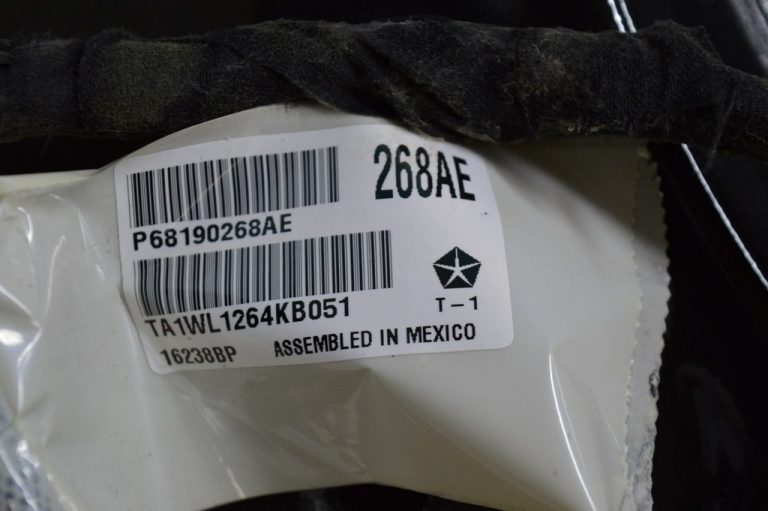 268AE
P68190268AE
TA1WL1264KB051
T-1
16238BP
ASSEMBLED IN MEXICO